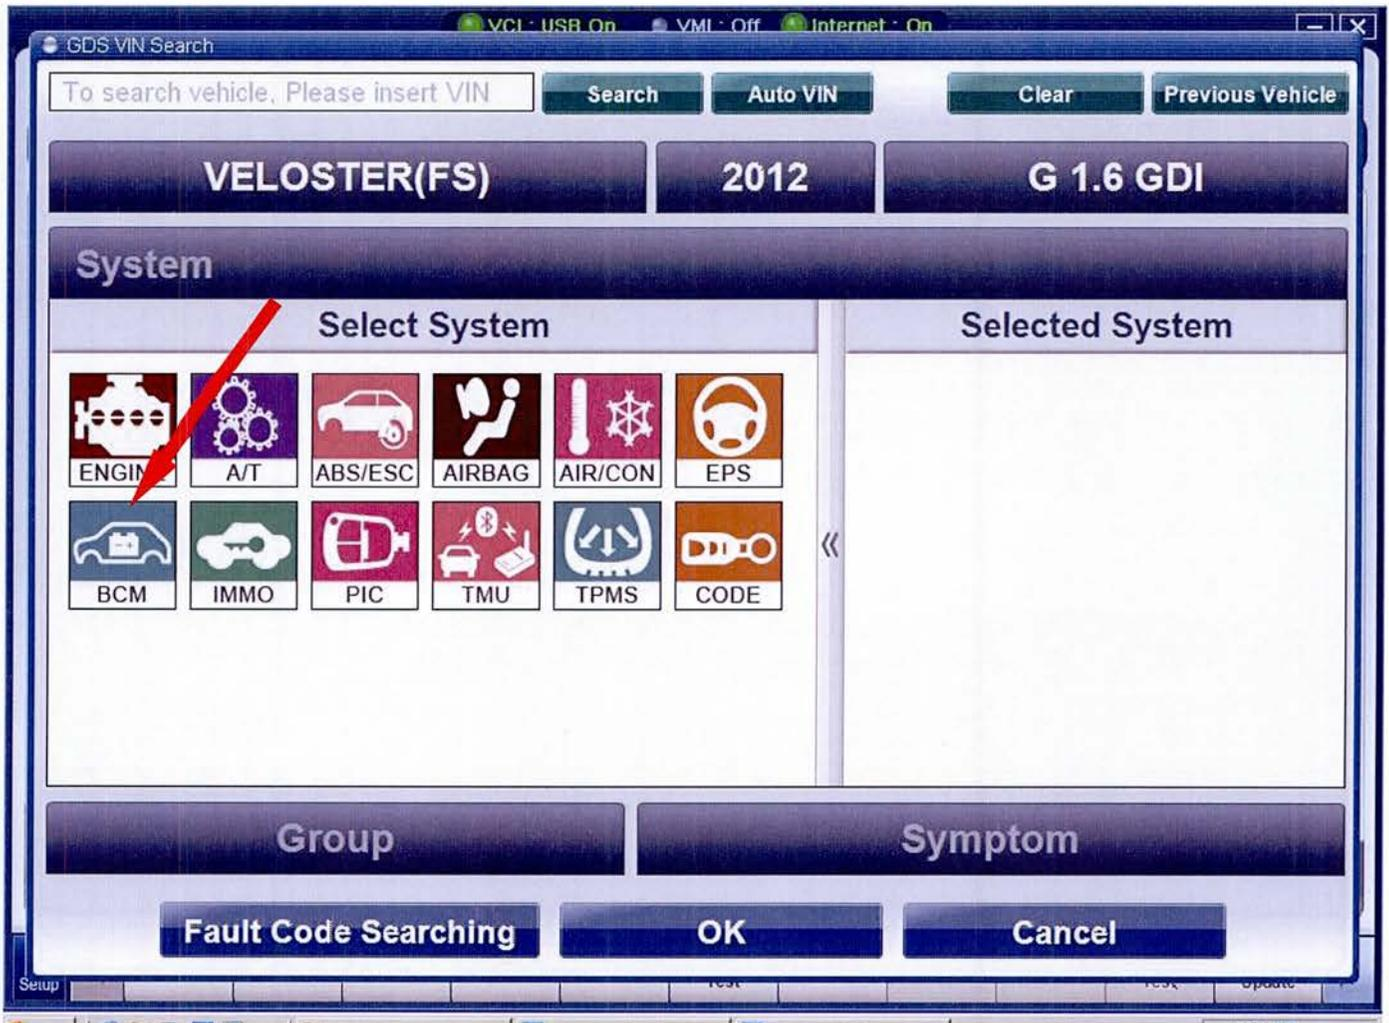 VCI : USB On VMI : Off Internet : On
GDS VIN Search
To search vehicle, Please insert VIN Search Auto VIN Clear Previous Vehicle
VELOSTER(FS) 2012 G 1.6 GDI
System
Select System Selected System
A/T ABS/ESC AIRBAG AIR/CON EPS
BCM IMMO PIC TMU TPMS CODE
Group Symptom
Fault Code Searching OK Cancel
Setup Test Update